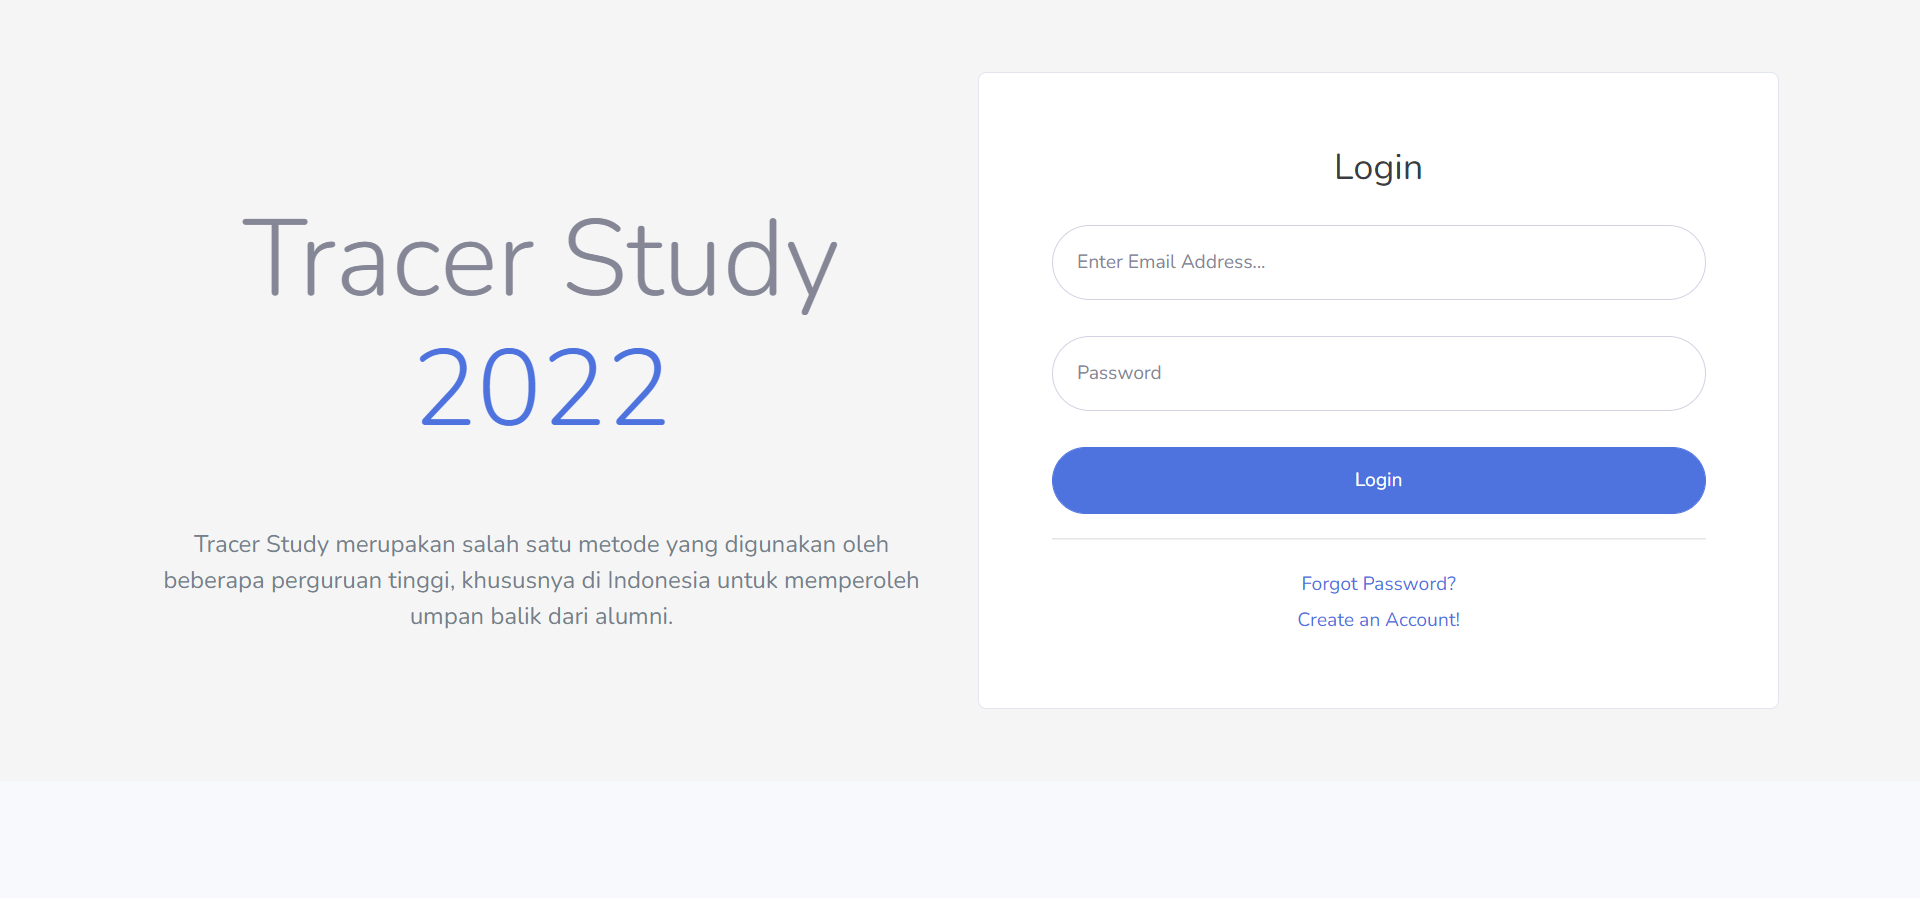 Tracer Study
2022
Tracer Study merupakan salah satu metode yang digunakan oleh
beberapa perguruan tinggi, khususnya di Indonesia untuk memperoleh
umpan balik dari alumni.
Login
Enter Email Address...
Password
Login
Forgot Password?
Create an Account!